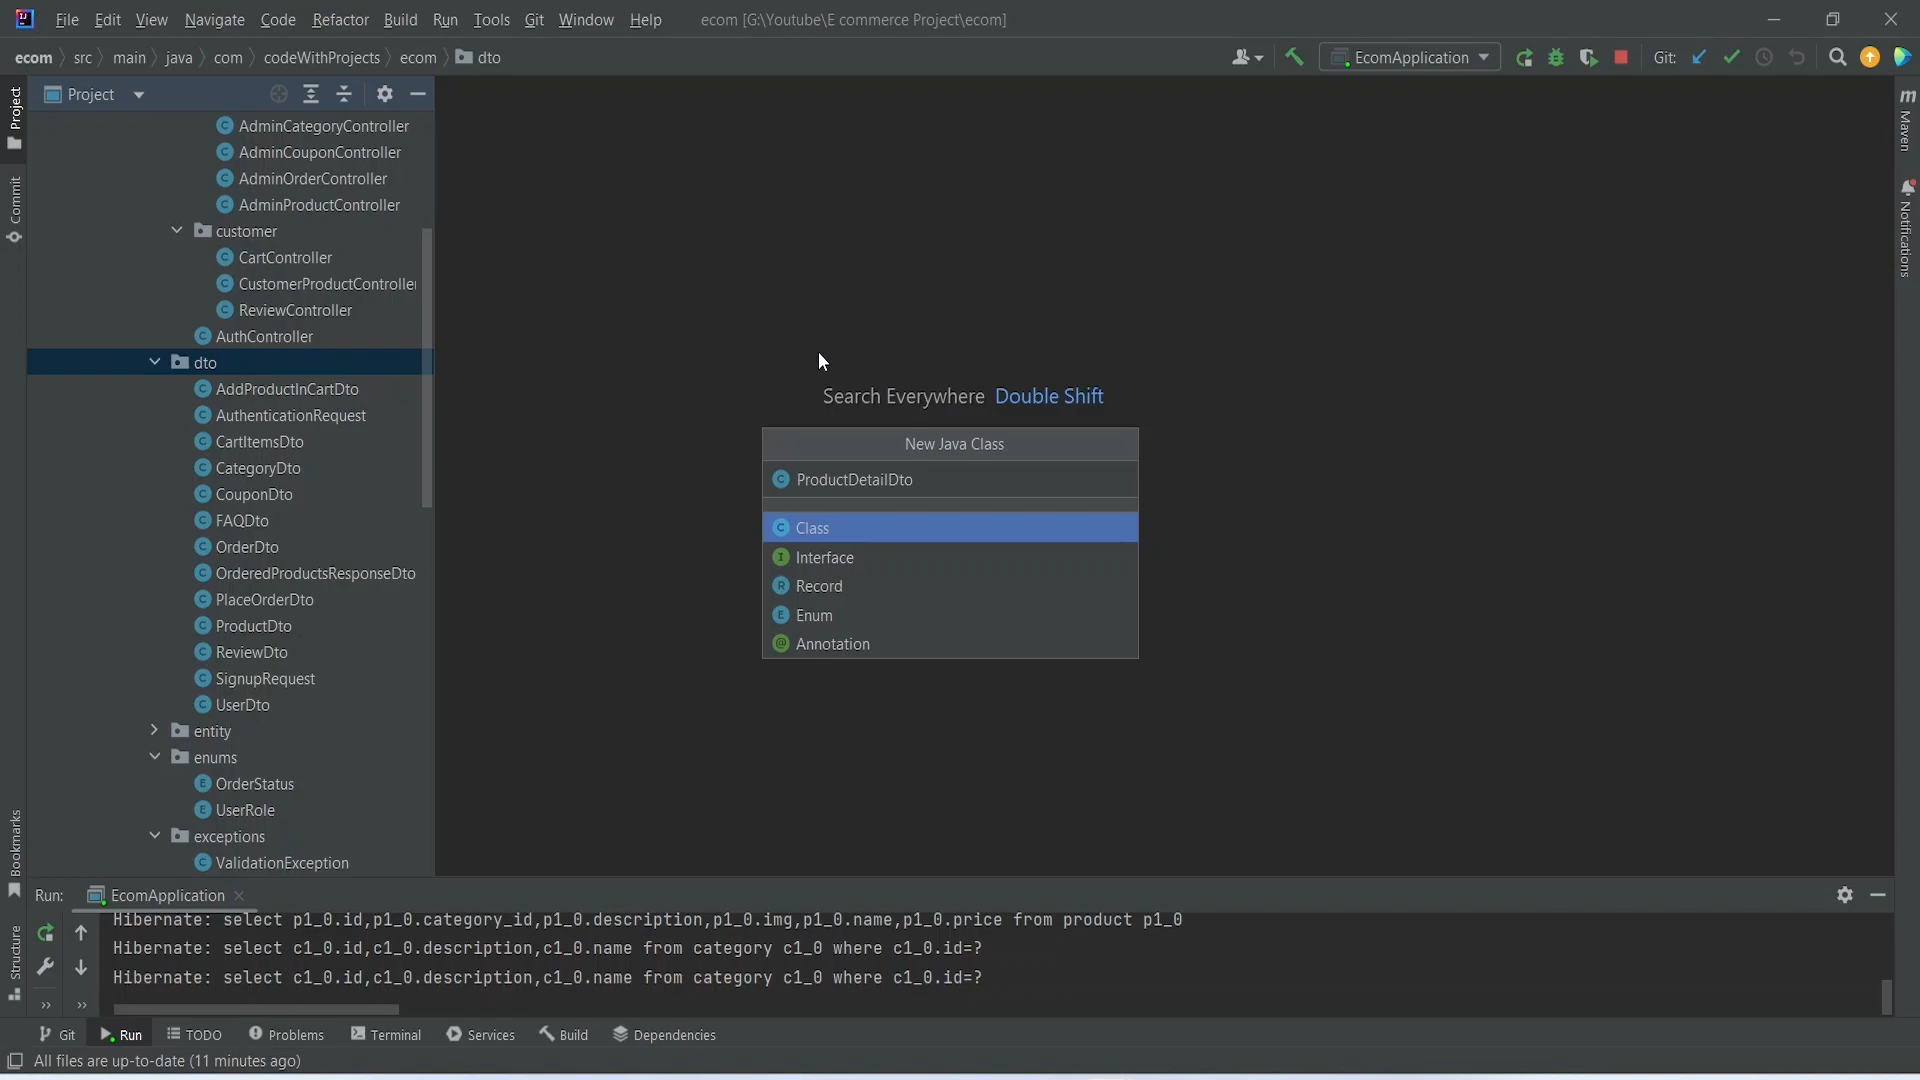 File Edit View Navigate Code Refactor Build Run Tools Git Window Help ecom [G:\Youtube\E commerce Project\ecom]
ecom src main java com codeWithProjects ecom dto EcomApplication Git:
Project
AdminCategoryController
AdminCouponController
AdminOrderController
AdminProductController
customer
CartController
CustomerProductController
ReviewController
AuthController
dto
AddProductInCartDto
AuthenticationRequest
CartItemsDto
CategoryDto
CouponDto
FAQDto
OrderDto
OrderedProductsResponseDto
PlaceOrderDto
ProductDto
ReviewDto
SignupRequest
UserDto
entity
enums
OrderStatus
UserRole
exceptions
ValidationException
Project
Commit
Bookmarks
Structure
Search Everywhere Double Shift
New Java Class
ProductDetailDto
Class
Interface
Record
Enum
Annotation
Maven
Notifications
Run: EcomApplication
Hibernate: select p1_0.id,p1_0.category_id,p1_0.description,p1_0.img,p1_0.name,p1_0.price from product p1_0
Hibernate: select c1_0.id,c1_0.description,c1_0.name from category c1_0 where c1_0.id=?
Hibernate: select c1_0.id,c1_0.description,c1_0.name from category c1_0 where c1_0.id=?
Git Run TODO Problems Terminal Services Build Dependencies
All files are up-to-date (11 minutes ago)